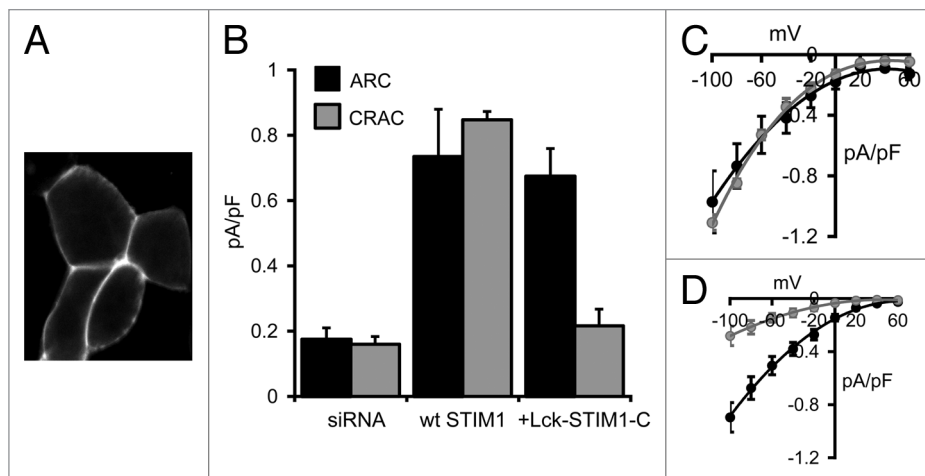 A
B
1
0.8
0.6
0.4
0.2
0
pA/pF
ARC
CRAC
siRNA
wt STIM1
+Lck-STIM1-C
C
mV
0
-100 -60 -20 20 60
-0.4
-0.8
-1.2
pA/pF
D
mV
0
-100 -60 -20 20 60
-0.4
-0.8
-1.2
pA/pF